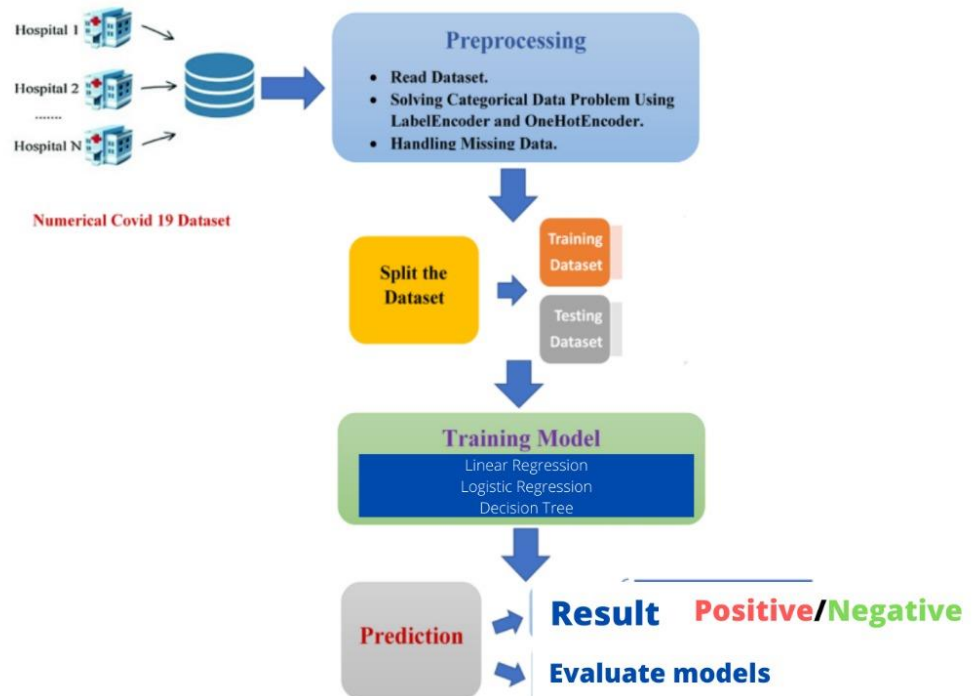 Hospital 1
Hospital 2
.......
Hospital N
Numerical Covid 19 Dataset
Preprocessing
• Read Dataset.
• Solving Categorical Data Problem Using
LabelEncoder and OneHotEncoder.
• Handling Missing Data.
Split the
Dataset
Training
Dataset
Testing
Dataset
Training Model
Linear Regression
Logistic Regression
Decision Tree
Prediction
Result Positive/Negative
Evaluate models